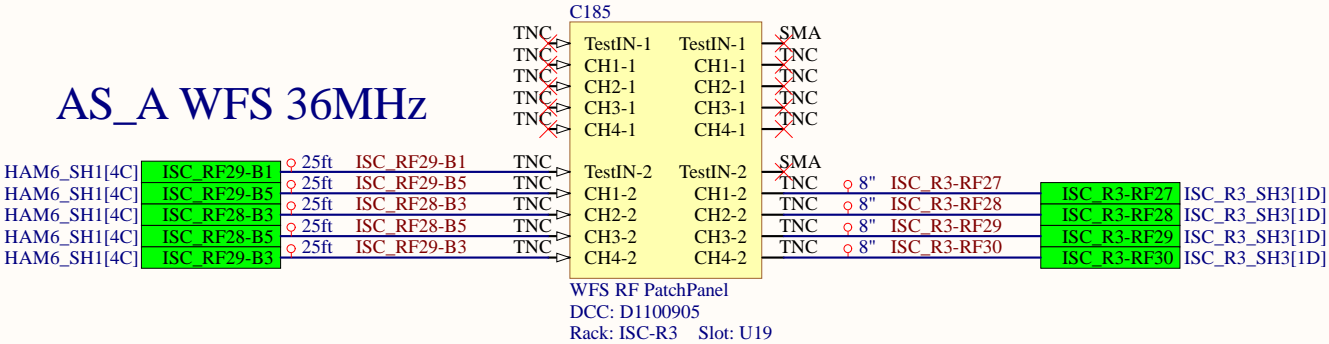 C185
TNC TestIN-1 TestIN-1 SMA
TNC CH1-1 CH1-1 TNC
TNC CH2-1 CH2-1 TNC
TNC CH3-1 CH3-1 TNC
TNC CH4-1 CH4-1 TNC
AS_A WFS 36MHz
HAM6_SH1[4C] ISC_RF29-B1 25ft ISC_RF29-B1 TNC TestIN-2 TestIN-2 SMA
HAM6_SH1[4C] ISC_RF29-B5 25ft ISC_RF29-B5 TNC CH1-2 CH1-2 TNC 8" ISC_R3-RF27 ISC_R3-RF27 ISC_R3_SH3[1D]
HAM6_SH1[4C] ISC_RF28-B3 25ft ISC_RF28-B3 TNC CH2-2 CH2-2 TNC 8" ISC_R3-RF28 ISC_R3-RF28 ISC_R3_SH3[1D]
HAM6_SH1[4C] ISC_RF28-B5 25ft ISC_RF28-B5 TNC CH3-2 CH3-2 TNC 8" ISC_R3-RF29 ISC_R3-RF29 ISC_R3_SH3[1D]
HAM6_SH1[4C] ISC_RF29-B3 25ft ISC_RF29-B3 TNC CH4-2 CH4-2 TNC 8" ISC_R3-RF30 ISC_R3-RF30 ISC_R3_SH3[1D]
WFS RF PatchPanel
DCC: D1100905
Rack: ISC-R3 Slot: U19